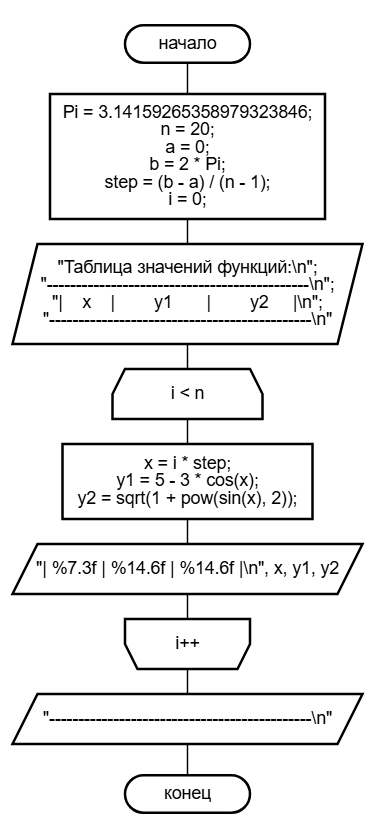 начало
Pi = 3.14159265358979323846;
n = 20;
a = 0;
b = 2 * Pi;
step = (b - a) / (n - 1);
i = 0;
"Таблица значений функций:\n";
"---------------------------------------------\n";
"| x | y1 | y2 |\n";
"---------------------------------------------\n"
i < n
x = i * step;
y1 = 5 - 3 * cos(x);
y2 = sqrt(1 + pow(sin(x), 2));
"| %7.3f | %14.6f | %14.6f |\n", x, y1, y2
i++
"---------------------------------------------\n"
конец